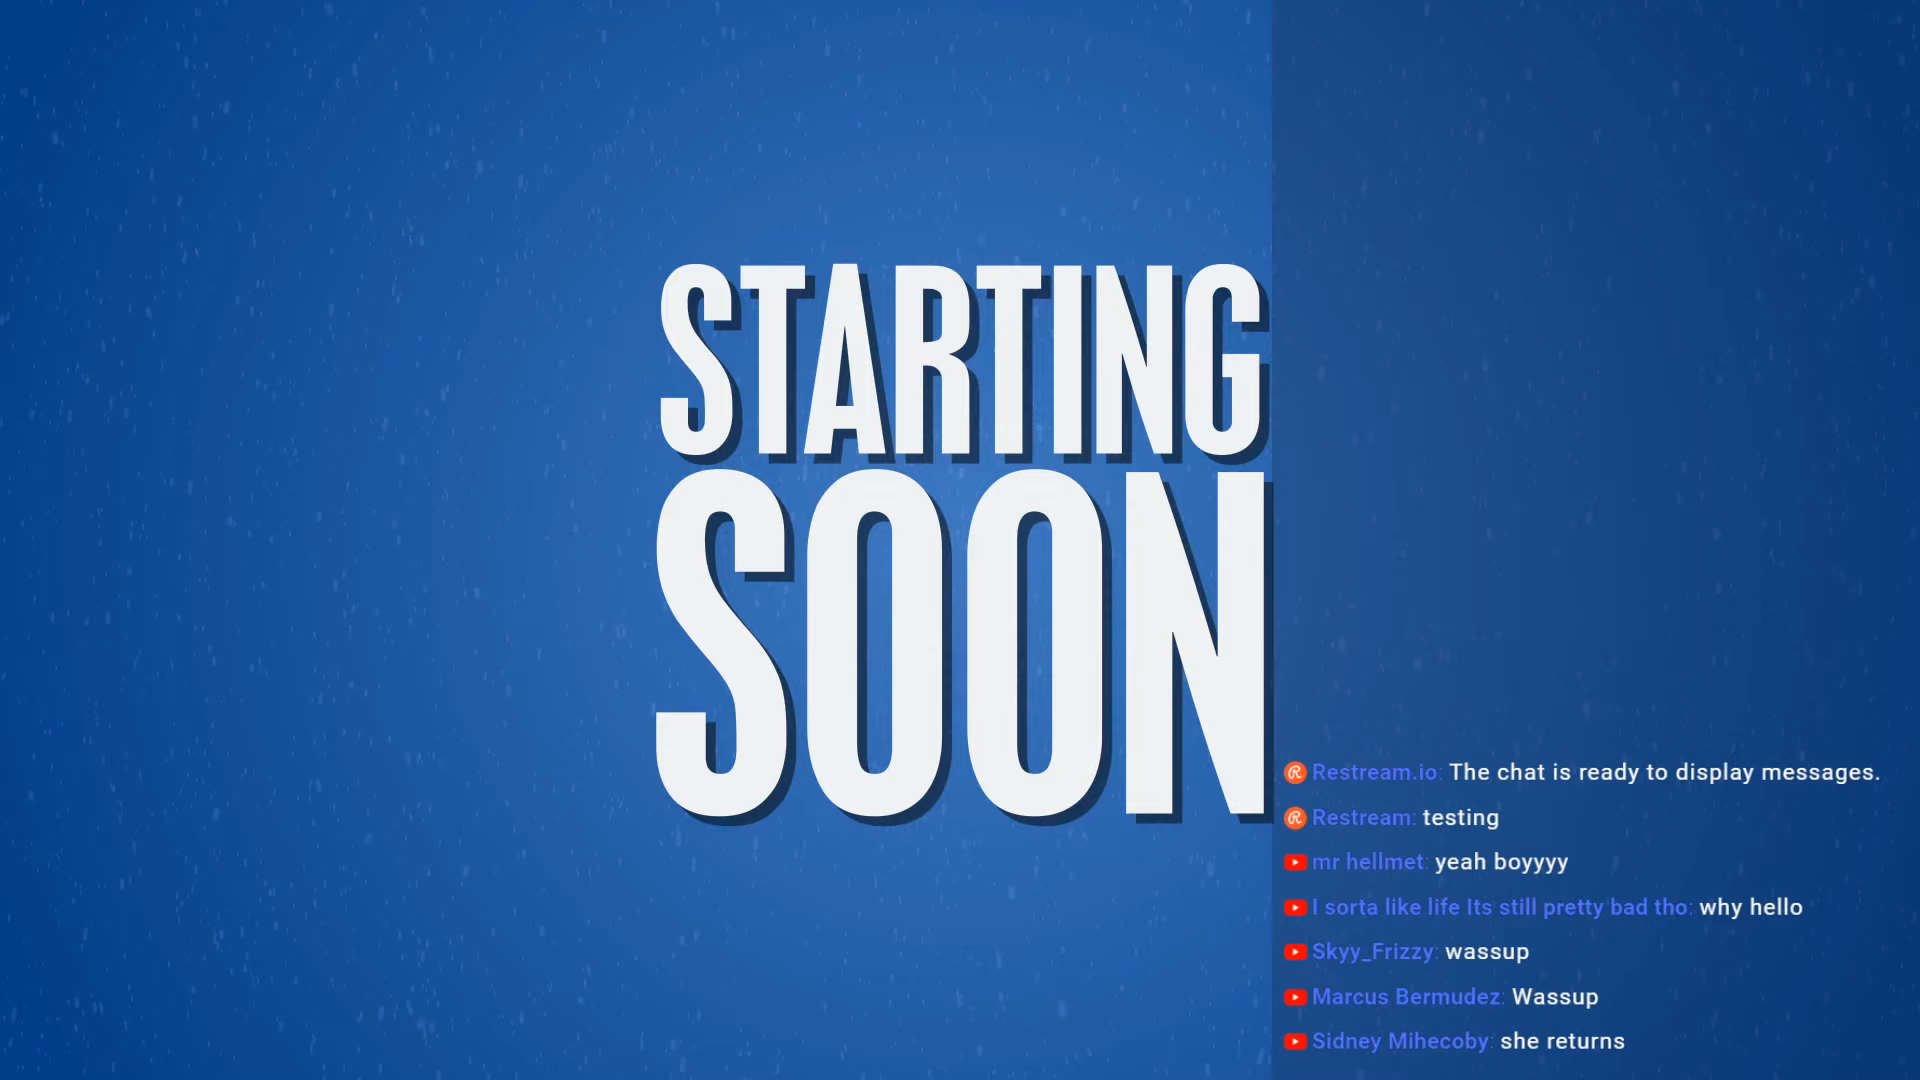 STARTING
SOON
Restream.io: The chat is ready to display messages.
Restream: testing
mr hellmet: yeah boyyyy
I sorta like life Its still pretty bad tho: why hello
Skyy_Frizzy: wassup
Marcus Bermudez: Wassup
Sidney Mihecoby: she returns